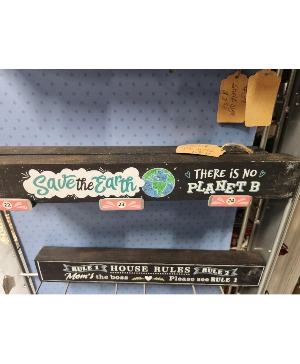 Save the Earth
THERE IS NO
PLANET B
RULE 1 HOUSE RULES RULE 2
Mom's the boss Please see RULE 1